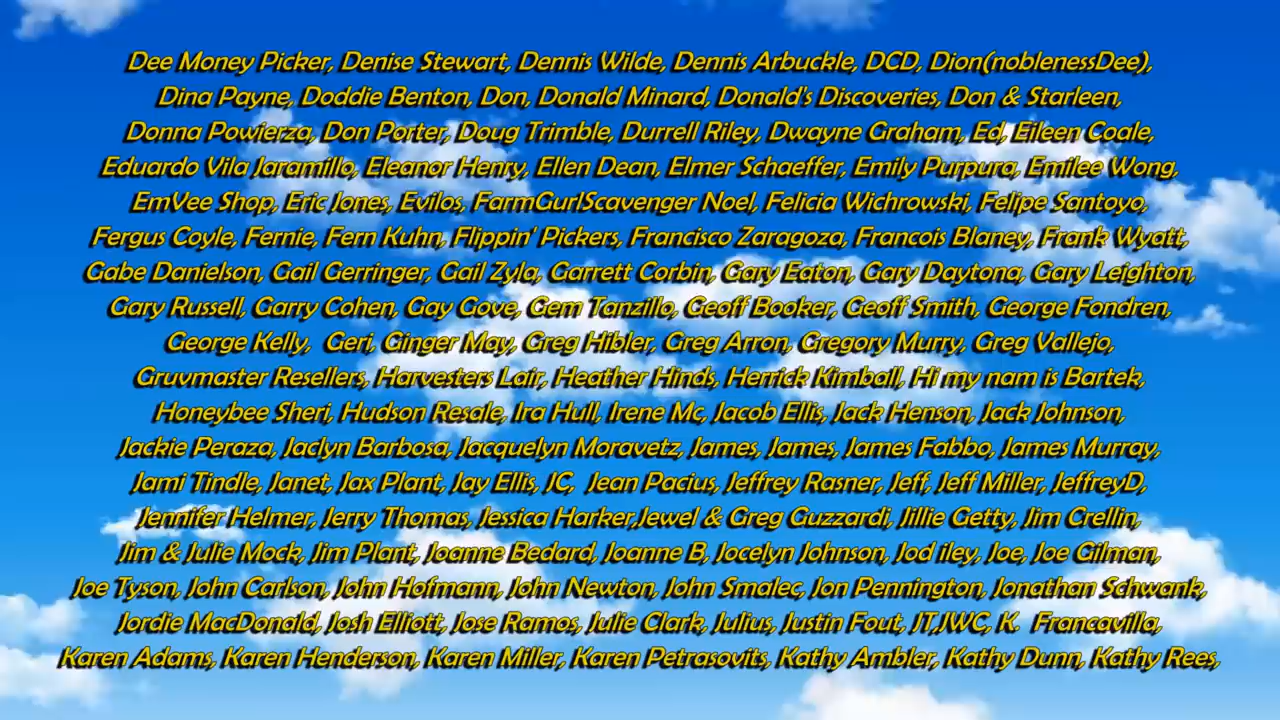 Dee Money Picker, Denise Stewart, Dennis Wilde, Dennis Arbuckle, DCD, Dion(noblenessDee),
Dina Payne, Doddie Benton, Don, Donald Minard, Donald's Discoveries, Don & Starleen,
Donna Powierza, Don Porter, Doug Trimble, Durrell Riley, Dwayne Graham, Ed, Eileen Coale,
Eduardo Vila Jaramillo, Eleanor Henry, Ellen Dean, Elmer Schaeffer, Emily Purpura, Emilee Wong,
EmVee Shop, Eric Jones, Evilos, FarmGurlScavenger Noel, Felicia Wichrowski, Felipe Santoyo,
Fergus Coyle, Fernie, Fern Kuhn, Flippin' Pickers, Francisco Zaragoza, Francois Blaney, Frank Wyatt,
Gabe Danielson, Gail Gerringer, Gail Zyla, Garrett Corbin, Gary Eaton, Gary Daytona, Gary Leighton,
Gary Russell, Garry Cohen, Gay Gove, Gem Tanzillo, Geoff Booker, Geoff Smith, George Fondren,
George Kelly,  Geri, Ginger May, Greg Hibler, Greg Arron, Gregory Murry, Greg Vallejo,
Gruvmaster Resellers, Harvesters Lair, Heather Hinds, Herrick Kimball, Hi my nam is Bartek,
Honeybee Sheri, Hudson Resale, Ira Hull, Irene Mc, Jacob Ellis, Jack Henson, Jack Johnson,
Jackie Peraza, Jaclyn Barbosa, Jacquelyn Moravetz, James, James, James Fabbo, James Murray,
Jami Tindle, Janet, Jax Plant, Jay Ellis, JC,  Jean Pacius, Jeffrey Rasner, Jeff, Jeff Miller, JeffreyD,
Jennifer Helmer, Jerry Thomas, Jessica Harker,Jewel & Greg Guzzardi, Jillie Getty, Jim Crellin,
Jim & Julie Mock, Jim Plant, Joanne Bedard, Joanne B, Jocelyn Johnson, Jod iley, Joe, Joe Gilman,
Joe Tyson, John Carlson, John Hofmann, John Newton, John Smalec, Jon Pennington, Jonathan Schwank,
Jordie MacDonald, Josh Elliott, Jose Ramos, Julie Clark, Julius, Justin Fout, JT,JWC, K.  Francavilla,
Karen Adams, Karen Henderson, Karen Miller, Karen Petrasovits, Kathy Ambler, Kathy Dunn, Kathy Rees,